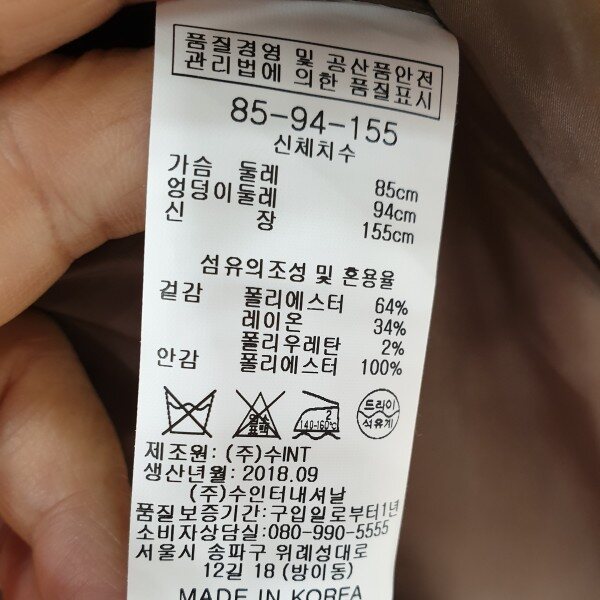 품질경영 및 공산품안전
관리법에 의한 품질표시
85-94-155
신체치수
가슴 둘레 85cm
엉덩이둘레 94cm
신 장 155cm
섬유의조성 및 혼용율
겉감 폴리에스터 64%
레이온 34%
폴리우레탄 2%
안감 폴리에스터 100%
염소표백
2
140-160℃
드라이
석유계
제조원: (주)수INT
생산년월: 2018.09
(주)수인터내셔날
품질보증기간:구입일로부터1년
소비자상담실:080-990-5555
서울시 송파구 위례성대로
12길 18 (방이동)
MADE IN KOREA